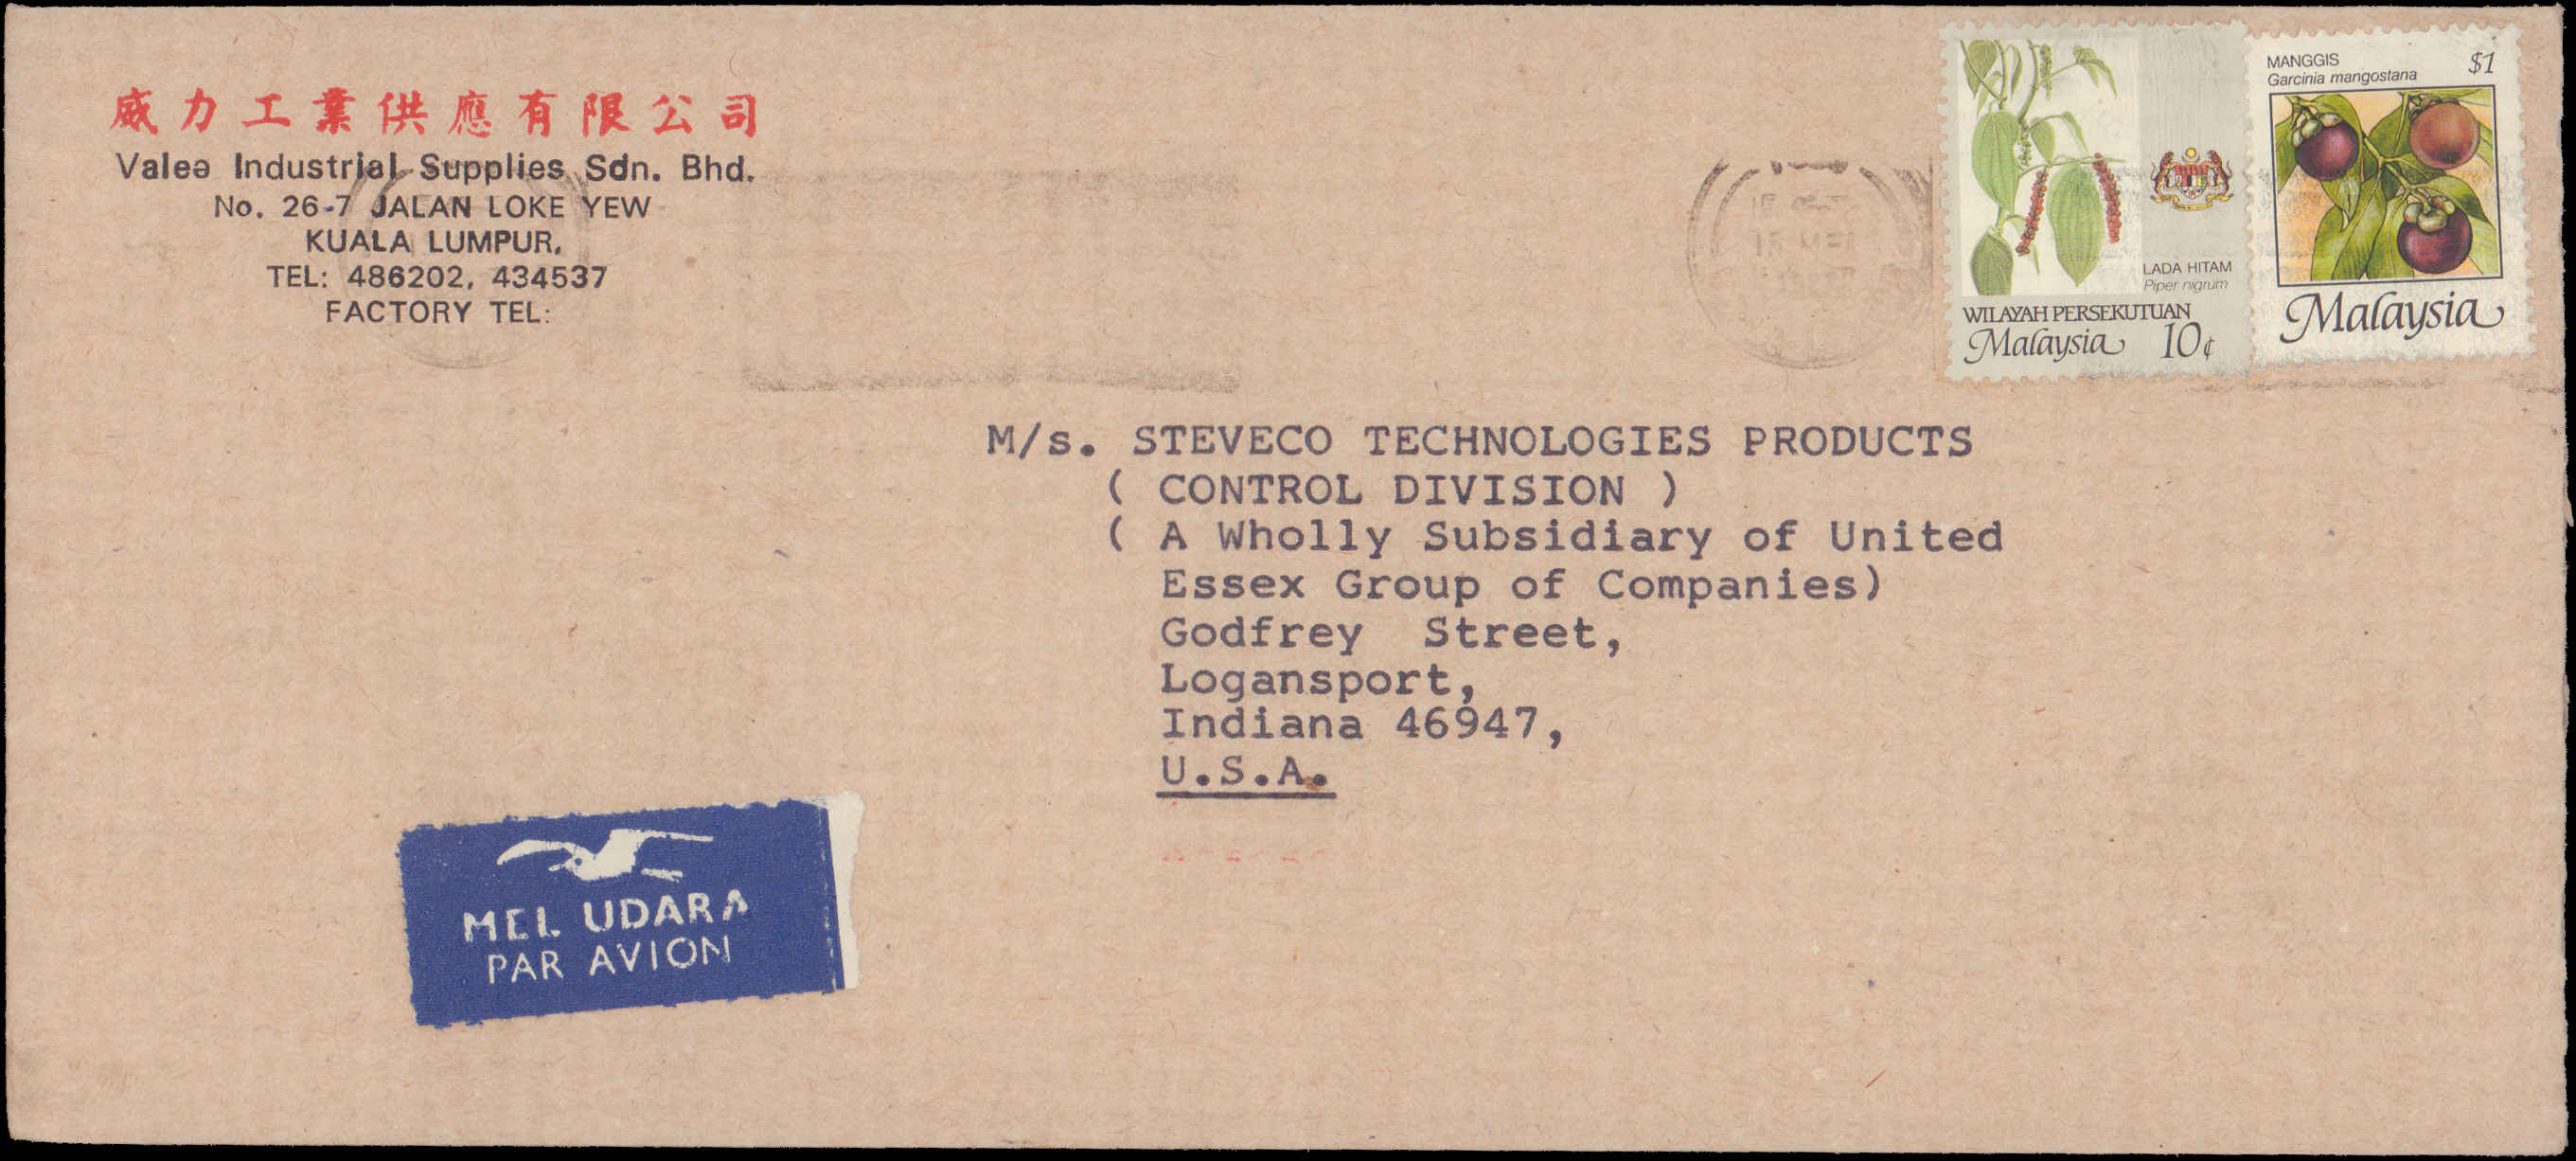 威力工業供應有限公司
Valee Industrial Supplies Sdn. Bhd.
No. 26-7 JALAN LOKE YEW
KUALA LUMPUR.
TEL: 486202, 434537
FACTORY TEL:
LADA HITAM
Piper nigrum
WILAYAH PERSEKUTUAN
Malaysia 10¢
MANGGIS $1
Garcinia mangostana
Malaysia
M/s. STEVECO TECHNOLOGIES PRODUCTS
( CONTROL DIVISION )
( A Wholly Subsidiary of United
Essex Group of Companies)
Godfrey Street,
Logansport,
Indiana 46947,
U.S.A.
MEL UDARA
PAR AVION